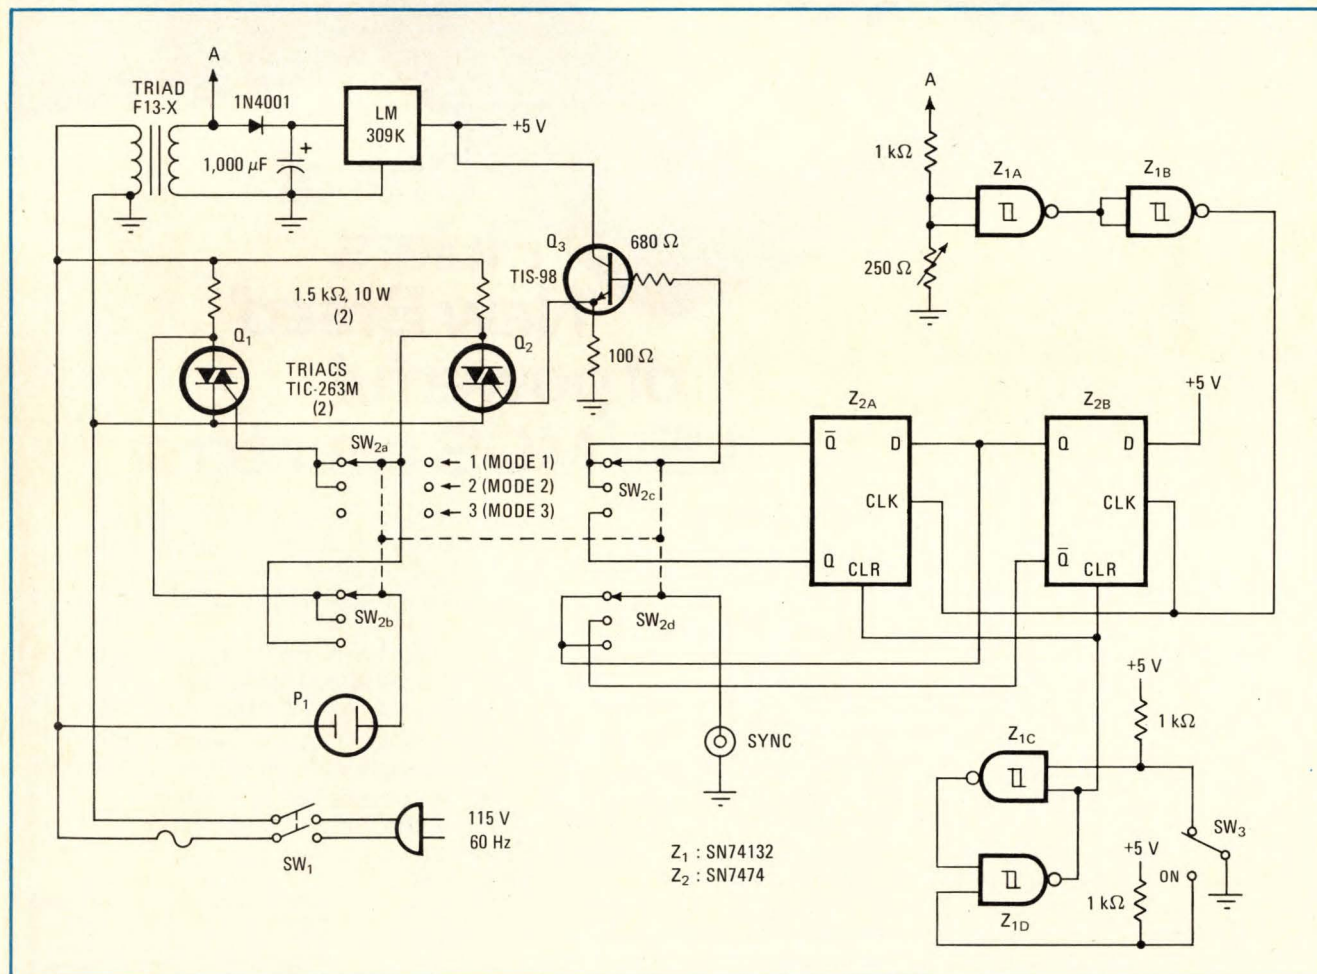 A
TRIAD
F13-X
1N4001
1,000 µF
+
LM
309K
+5 V
Q3
680 Ω
TIS-98
100 Ω
1.5 kΩ, 10 W
(2)
Q1
TRIACS
TIC-263M
(2)
Q2
SW2a
1 (MODE 1)
2 (MODE 2)
3 (MODE 3)
SW2c
SW2b
SW2d
P1
SYNC
115 V
60 Hz
SW1
Z1 : SN74132
Z2 : SN7474
A
1 kΩ
Z1A
Z1B
250 Ω
Z2A
Q̅
D
CLK
Q
CLR
Z2B
+5 V
Q
D
CLK
Q̅
CLR
+5 V
1 kΩ
Z1C
SW3
+5 V
ON
1 kΩ
Z1D